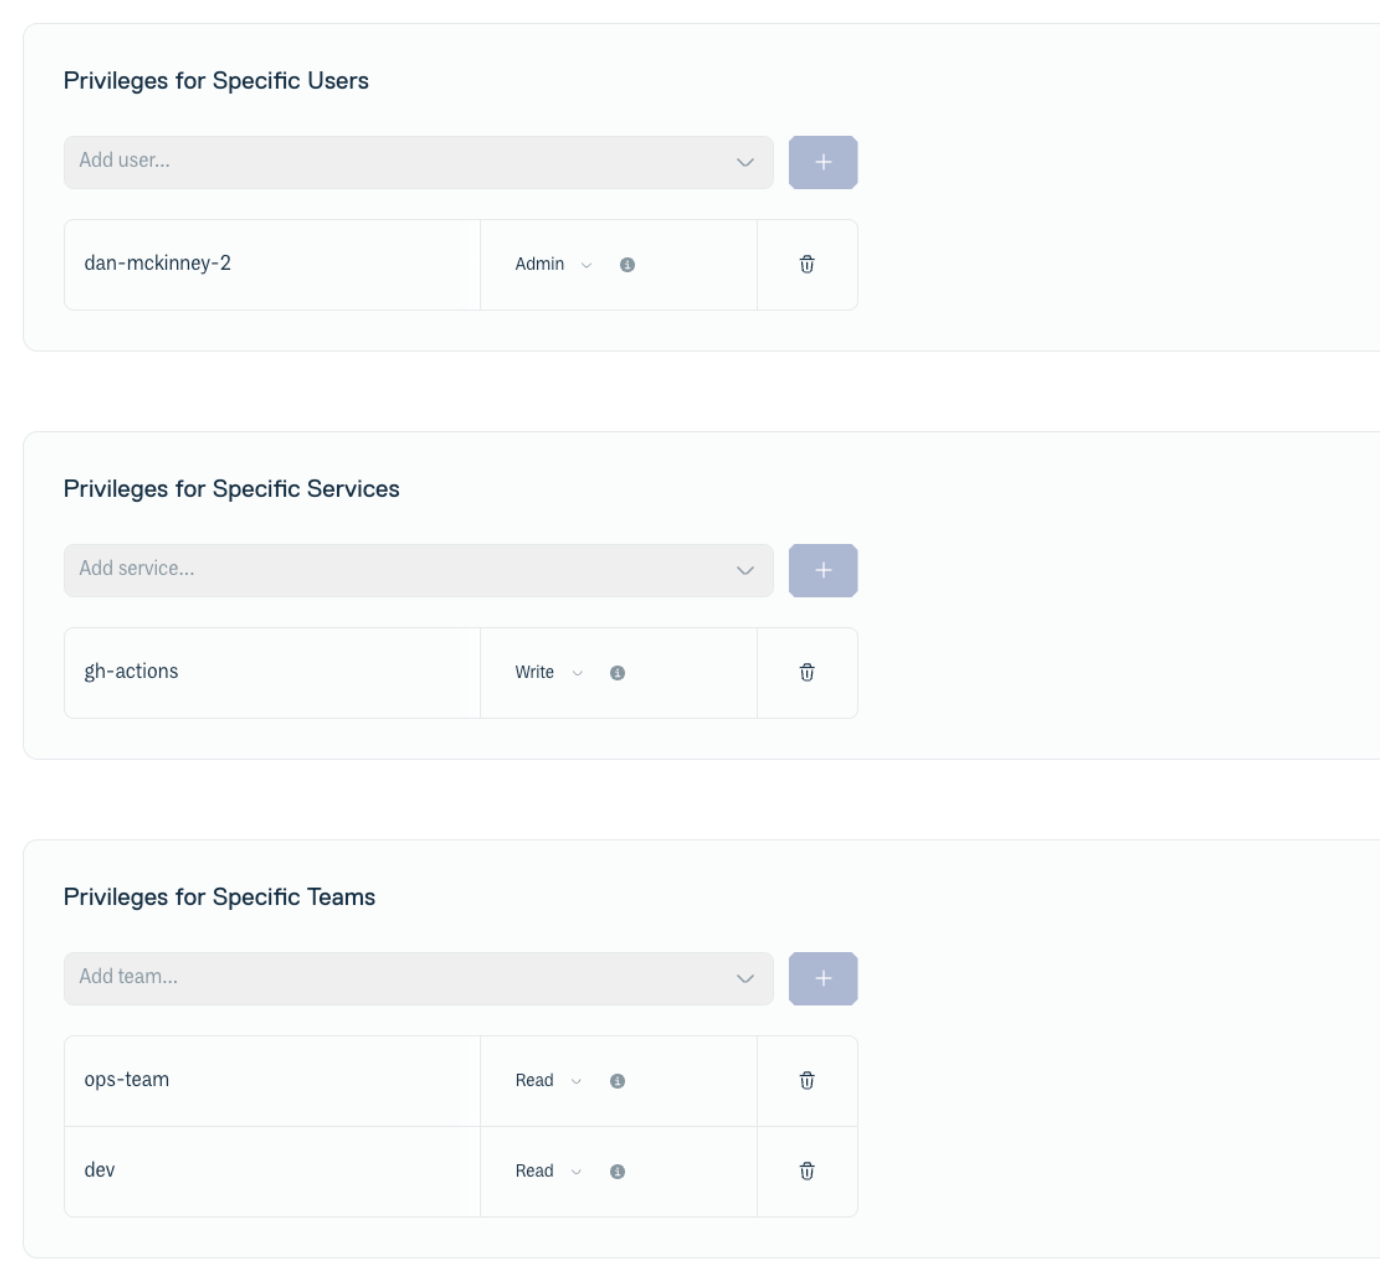 Privileges for Specific Users
Add user...
dan-mckinney-2
Admin
Privileges for Specific Services
Add service...
gh-actions
Write
Privileges for Specific Teams
Add team...
ops-team
Read
dev
Read